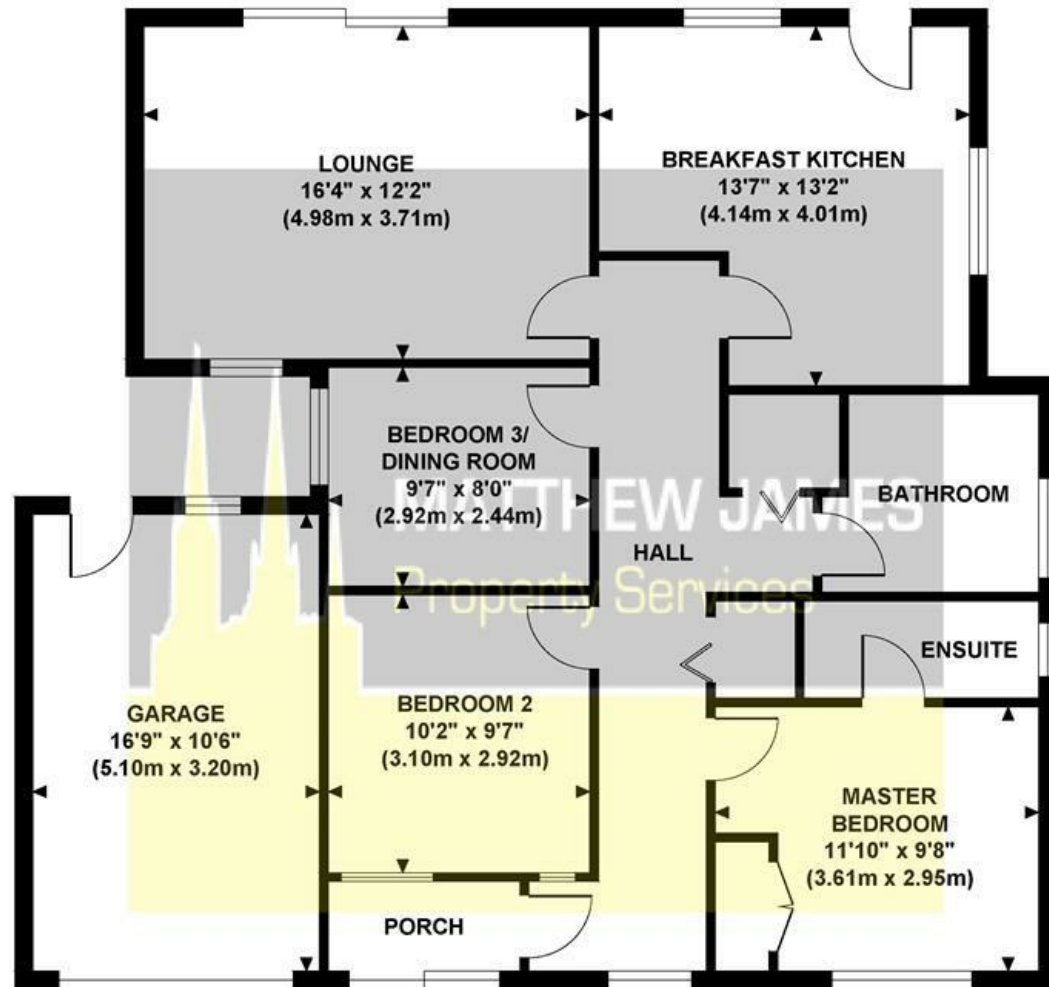 LOUNGE
16'4" x 12'2"
(4.98m x 3.71m)
BREAKFAST KITCHEN
13'7" x 13'2"
(4.14m x 4.01m)
BEDROOM 3/
DINING ROOM
9'7" x 8'0"
(2.92m x 2.44m)
MATTHEW JAMES
Property Services
BATHROOM
HALL
ENSUITE
GARAGE
16'9" x 10'6"
(5.10m x 3.20m)
BEDROOM 2
10'2" x 9'7"
(3.10m x 2.92m)
MASTER
BEDROOM
11'10" x 9'8"
(3.61m x 2.95m)
PORCH